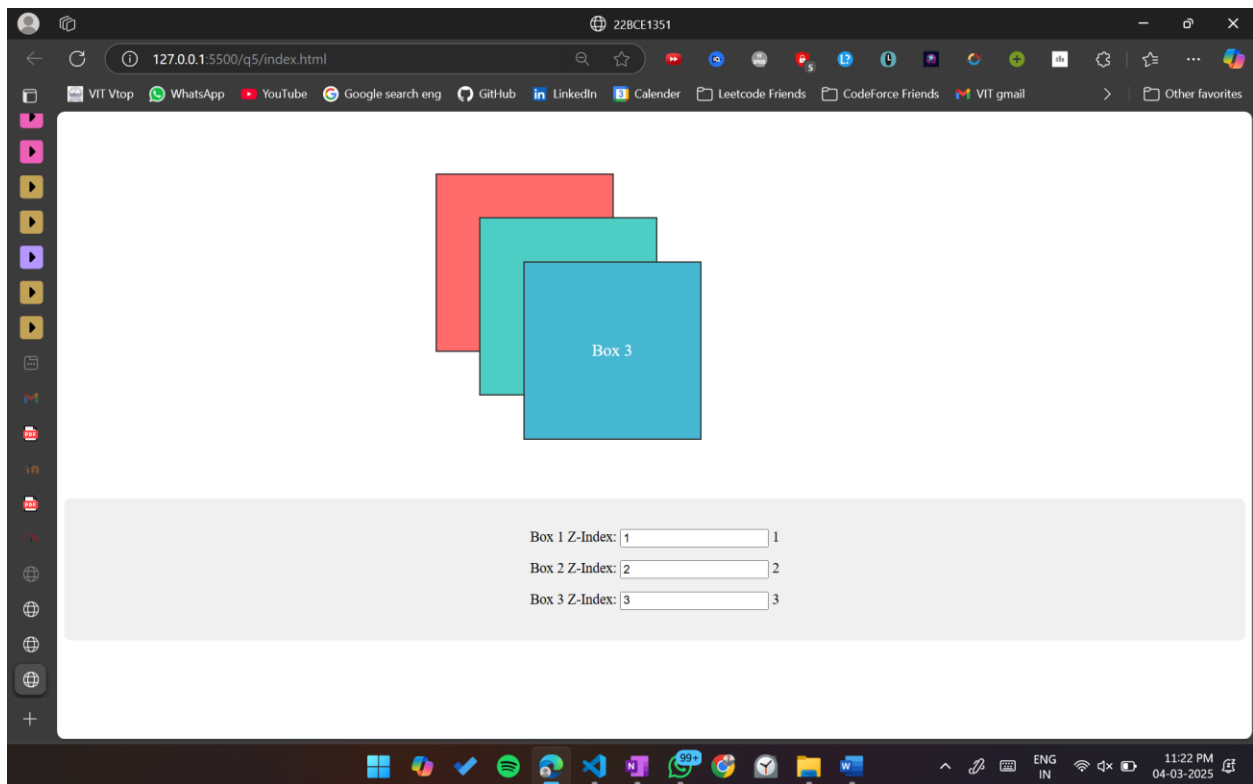 22BCE1351
127.0.0.1:5500/q5/index.html
5
VIT Vtop WhatsApp YouTube Google search eng GitHub LinkedIn Calender Leetcode Friends CodeForce Friends VIT gmail Other favorites
Box 3
Box 1 Z-Index: 1 1
Box 2 Z-Index: 2 2
Box 3 Z-Index: 3 3
99+
ENG
IN
11:22 PM
04-03-2025